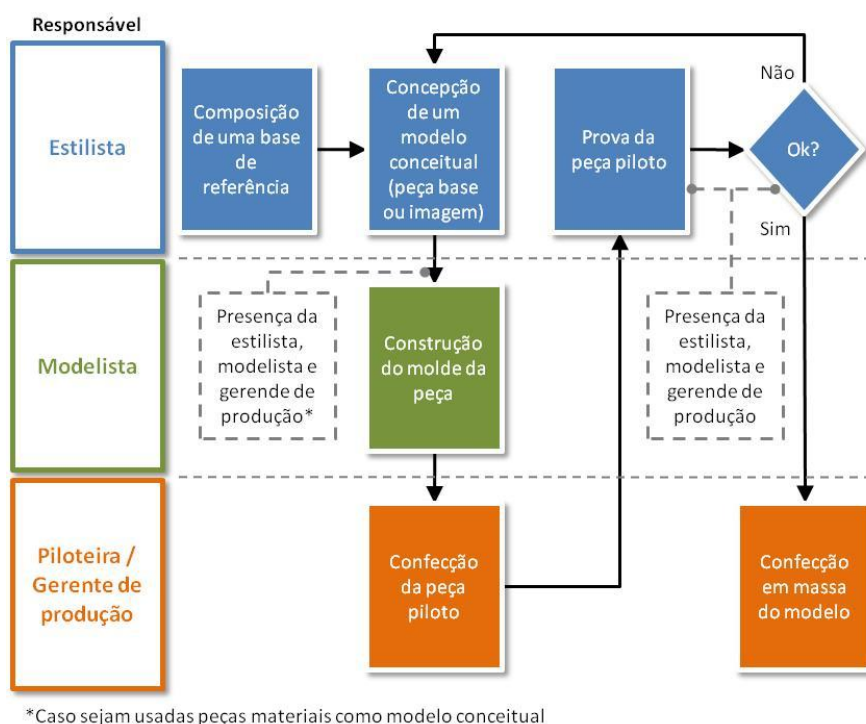 Responsável
Estilista
Composição
de uma base
de
referência
Concepção
de um
modelo
conceitual
(peça base
ou imagem)
Prova da
peça piloto
Não
Ok?
Sim
Modelista
Presença da
estilista,
modelista e
gerende de
produção*
Construção
do molde da
peça
Presença da
estilista,
modelista e
gerende de
produção
Piloteira /
Gerente de
produção
Confecção
da peça
piloto
Confecção
em massa
do modelo
*Caso sejam usadas peças materiais como modelo conceitual